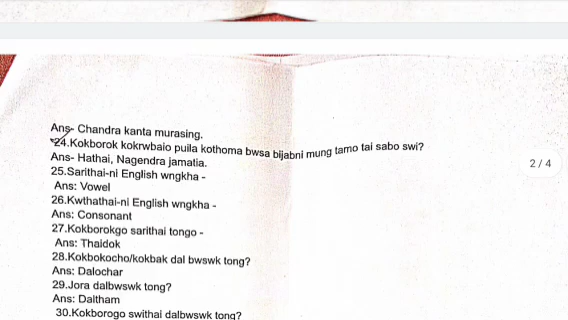 Ans- Chandra kanta murasing.
24.Kokborok kokrwbaio puila kothoma bwsa bijabni mung tamo tai sabo swi?
Ans- Hathai, Nagendra jamatia.
25.Sarithai-ni English wngkha -
Ans: Vowel
26.Kwthathai-ni English wngkha -
Ans: Consonant
27.Kokborokgo sarithai tongo -
Ans: Thaidok
28.Kokbokocho/kokbak dal bwswk tong?
Ans: Dalochar
29.Jora dalbwswk tong?
Ans: Daltham
30.Kokborogo swithai dalbwswk tong?
2 / 4